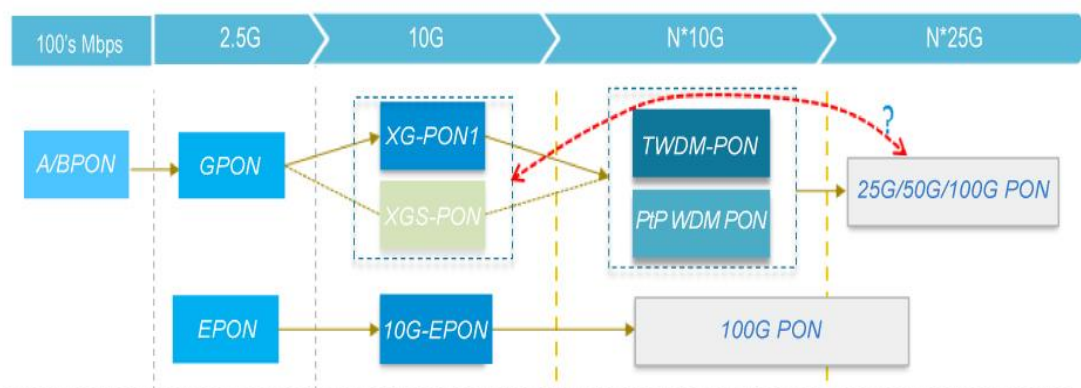 100's Mbps
2.5G
10G
N*10G
N*25G
A/BPON
GPON
XG-PON1
XGS-PON
TWDM-PON
PtP WDM PON
?
25G/50G/100G PON
EPON
10G-EPON
100G PON